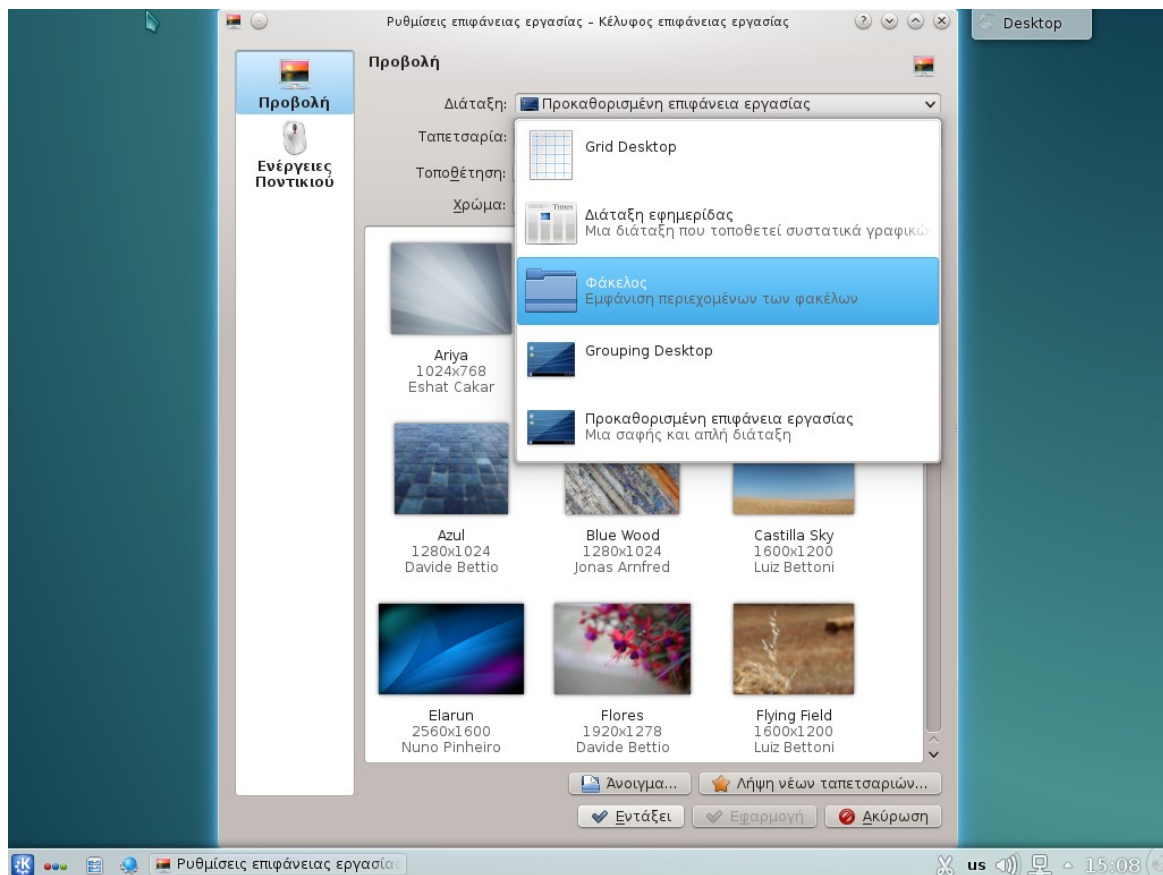 Ρυθμίσεις επιφάνειας εργασίας – Κέλυφος επιφάνειας εργασίας
Desktop
Προβολή
Ενέργειες
Ποντικιού
Προβολή
Διάταξη: Προκαθορισμένη επιφάνεια εργασίας
Ταπετσαρία:
Τοποθέτηση:
Χρώμα:
Grid Desktop
Times
Διάταξη εφημερίδας
Μια διάταξη που τοποθετεί συστατικά γραφικώ
Φάκελος
Εμφάνιση περιεχομένων των φακέλων
Grouping Desktop
Προκαθορισμένη επιφάνεια εργασίας
Μια σαφής και απλή διάταξη
Ariya
1024x768
Eshat Cakar
Azul
1280x1024
Davide Bettio
Blue Wood
1280x1024
Jonas Arnfred
Castilla Sky
1600x1200
Luiz Bettoni
Elarun
2560x1600
Nuno Pinheiro
Flores
1920x1278
Davide Bettio
Flying Field
1600x1200
Luiz Bettoni
Άνοιγμα...
Λήψη νέων ταπετσαριών...
Εντάξει
Εφαρμογή
Ακύρωση
Ρυθμίσεις επιφάνειας εργασίας
us
15:08